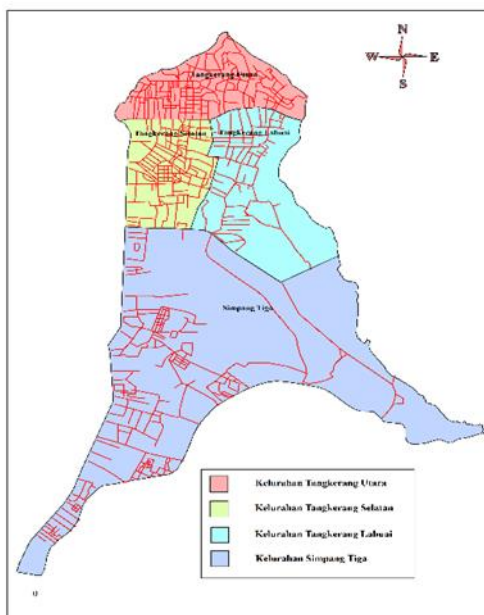 N
W E
S
Tangkerang Utara
Tangkerang Selatan
Tangkerang Labuai
Simpang Tiga
Kelurahan Tangkerang Utara
Kelurahan Tangkerang Selatan
Kelurahan Tangkerang Labuai
Kelurahan Simpang Tiga
0